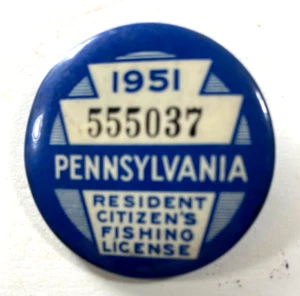 1951
555037
PENNSYLVANIA
RESIDENT
CITIZEN'S
FISHING
LICENSE